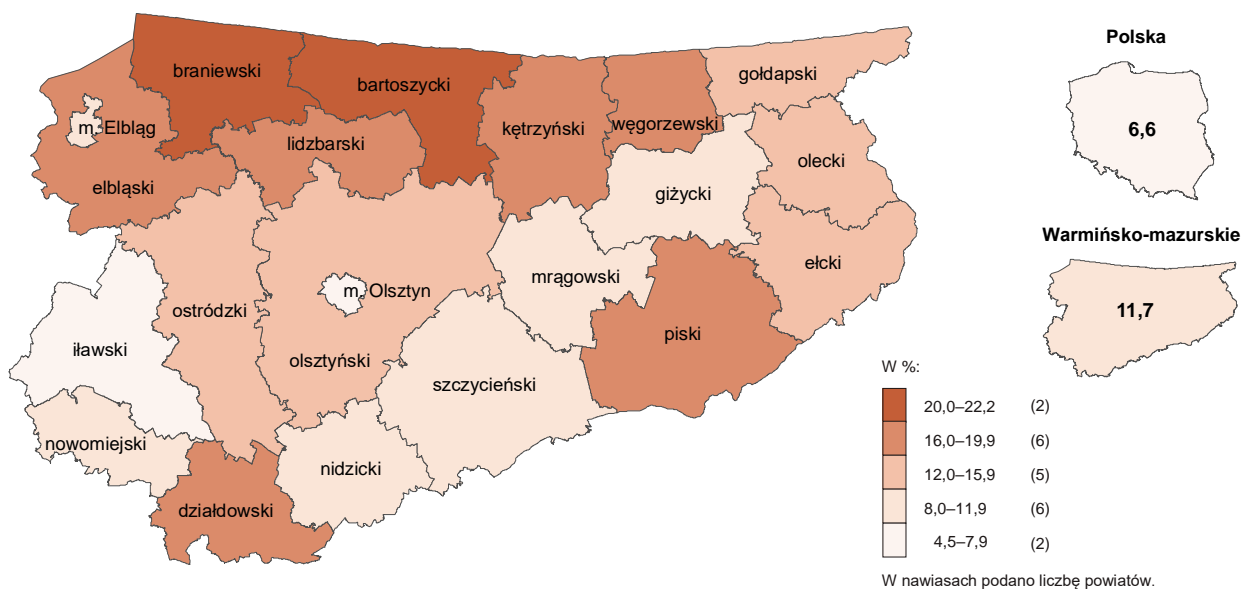 Polska
6,6
Warmińsko-mazurskie
11,7
braniewski
bartoszycki
gołdapski
m. Elbląg
kętrzyński
węgorzewski
lidzbarski
olecki
elbląski
giżycki
ełcki
mrągowski
m. Olsztyn
ostródzki
piski
iławski
olsztyński
szczycieński
nowomiejski
nidzicki
działdowski
W %:
20,0–22,2 (2)
16,0–19,9 (6)
12,0–15,9 (5)
8,0–11,9 (6)
4,5–7,9 (2)
W nawiasach podano liczbę powiatów.